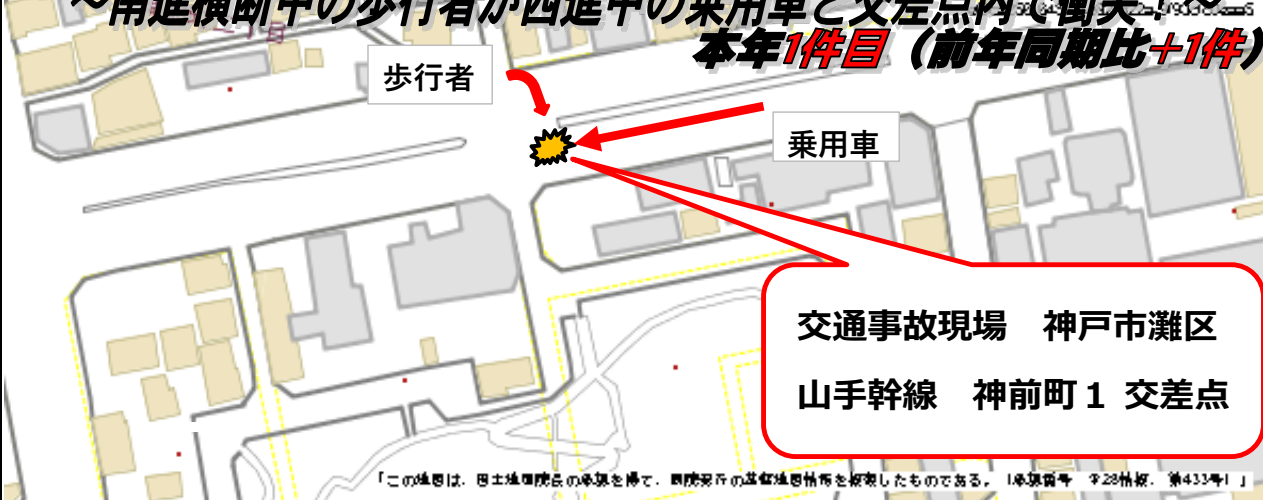 ～南進横断中の歩行者が西進中の乗用車と交差点内で衝突！～
本年1件目（前年同期比＋1件）
丁目
歩行者
乗用車
交通事故現場　神戸市灘区
山手幹線　神前町１ 交差点
「この地図は、国土地理院長の承認を得て、同院発行の基盤地図情報を複製したものである。（承認番号　平28情複、第433号）」